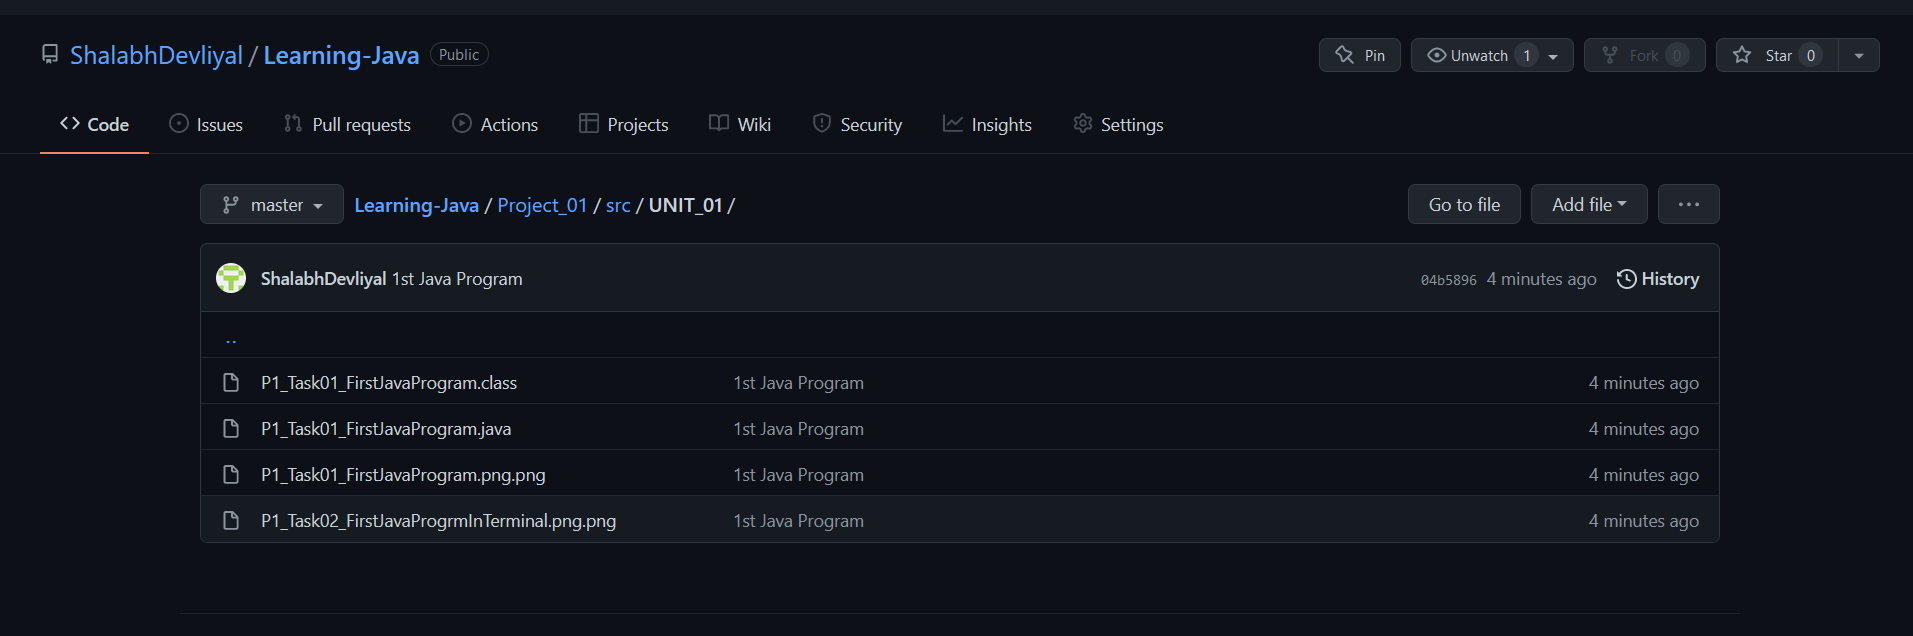 ShalabhDevliyal / Learning-Java Public Pin Unwatch 1 Fork 0 Star 0
Code Issues Pull requests Actions Projects Wiki Security Insights Settings
master Learning-Java / Project_01 / src / UNIT_01 / Go to file Add file ···
ShalabhDevliyal 1st Java Program 04b5896 4 minutes ago History
..
P1_Task01_FirstJavaProgram.class 1st Java Program 4 minutes ago
P1_Task01_FirstJavaProgram.java 1st Java Program 4 minutes ago
P1_Task01_FirstJavaProgram.png.png 1st Java Program 4 minutes ago
P1_Task02_FirstJavaProgrmInTerminal.png.png 1st Java Program 4 minutes ago